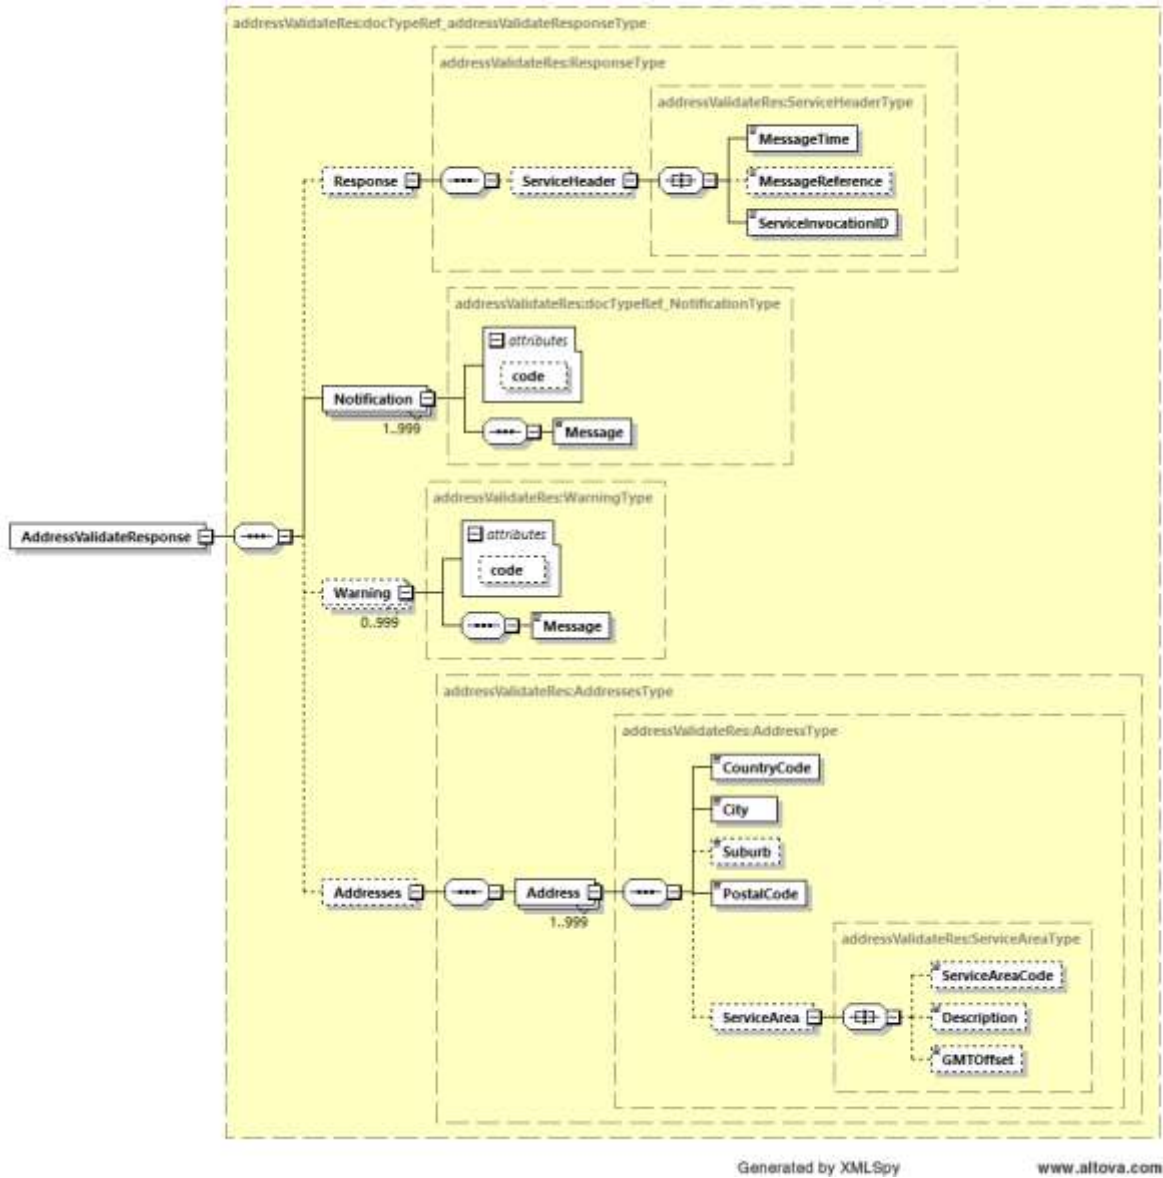 addressValidateRes:docTypeRef_addressValidateResponseType
addressValidateRes:ResponseType
addressValidateRes:ServiceHeaderType
MessageTime
Response
ServiceHeader
MessageReference
ServiceInvocationID
addressValidateRes:docTypeRef_NotificationType
attributes
code
Notification
1..999
Message
addressValidateRes:WarningType
attributes
AddressValidateResponse
code
Warning
0..999
Message
addressValidateRes:AddressesType
addressValidateRes:AddressType
CountryCode
City
Suburb
Addresses
Address
PostalCode
1..999
addressValidateRes:ServiceAreaType
ServiceAreaCode
ServiceArea
Description
GMTOffset
Generated by XMLSpy
www.altova.com